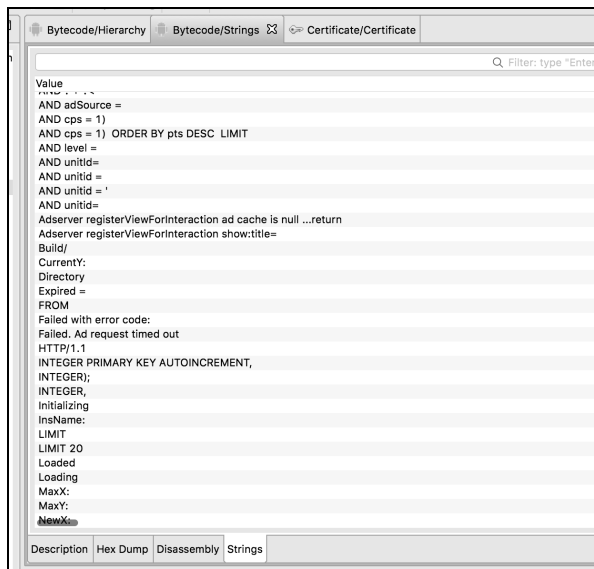 Bytecode/Hierarchy Bytecode/Strings Certificate/Certificate
Filter: type "Enter
Value
AND adSource =
AND cps = 1)
AND cps = 1)  ORDER BY pts DESC  LIMIT
AND level =
AND unitId=
AND unitid =
AND unitid = '
AND unitid=
Adserver registerViewForInteraction ad cache is null ...return
Adserver registerViewForInteraction show:title=
Build/
CurrentY:
Directory
Expired =
FROM
Failed with error code:
Failed. Ad request timed out
HTTP/1.1
INTEGER PRIMARY KEY AUTOINCREMENT,
INTEGER);
INTEGER,
Initializing
InsName:
LIMIT
LIMIT 20
Loaded
Loading
MaxX:
MaxY:
NewX:
Description Hex Dump Disassembly Strings